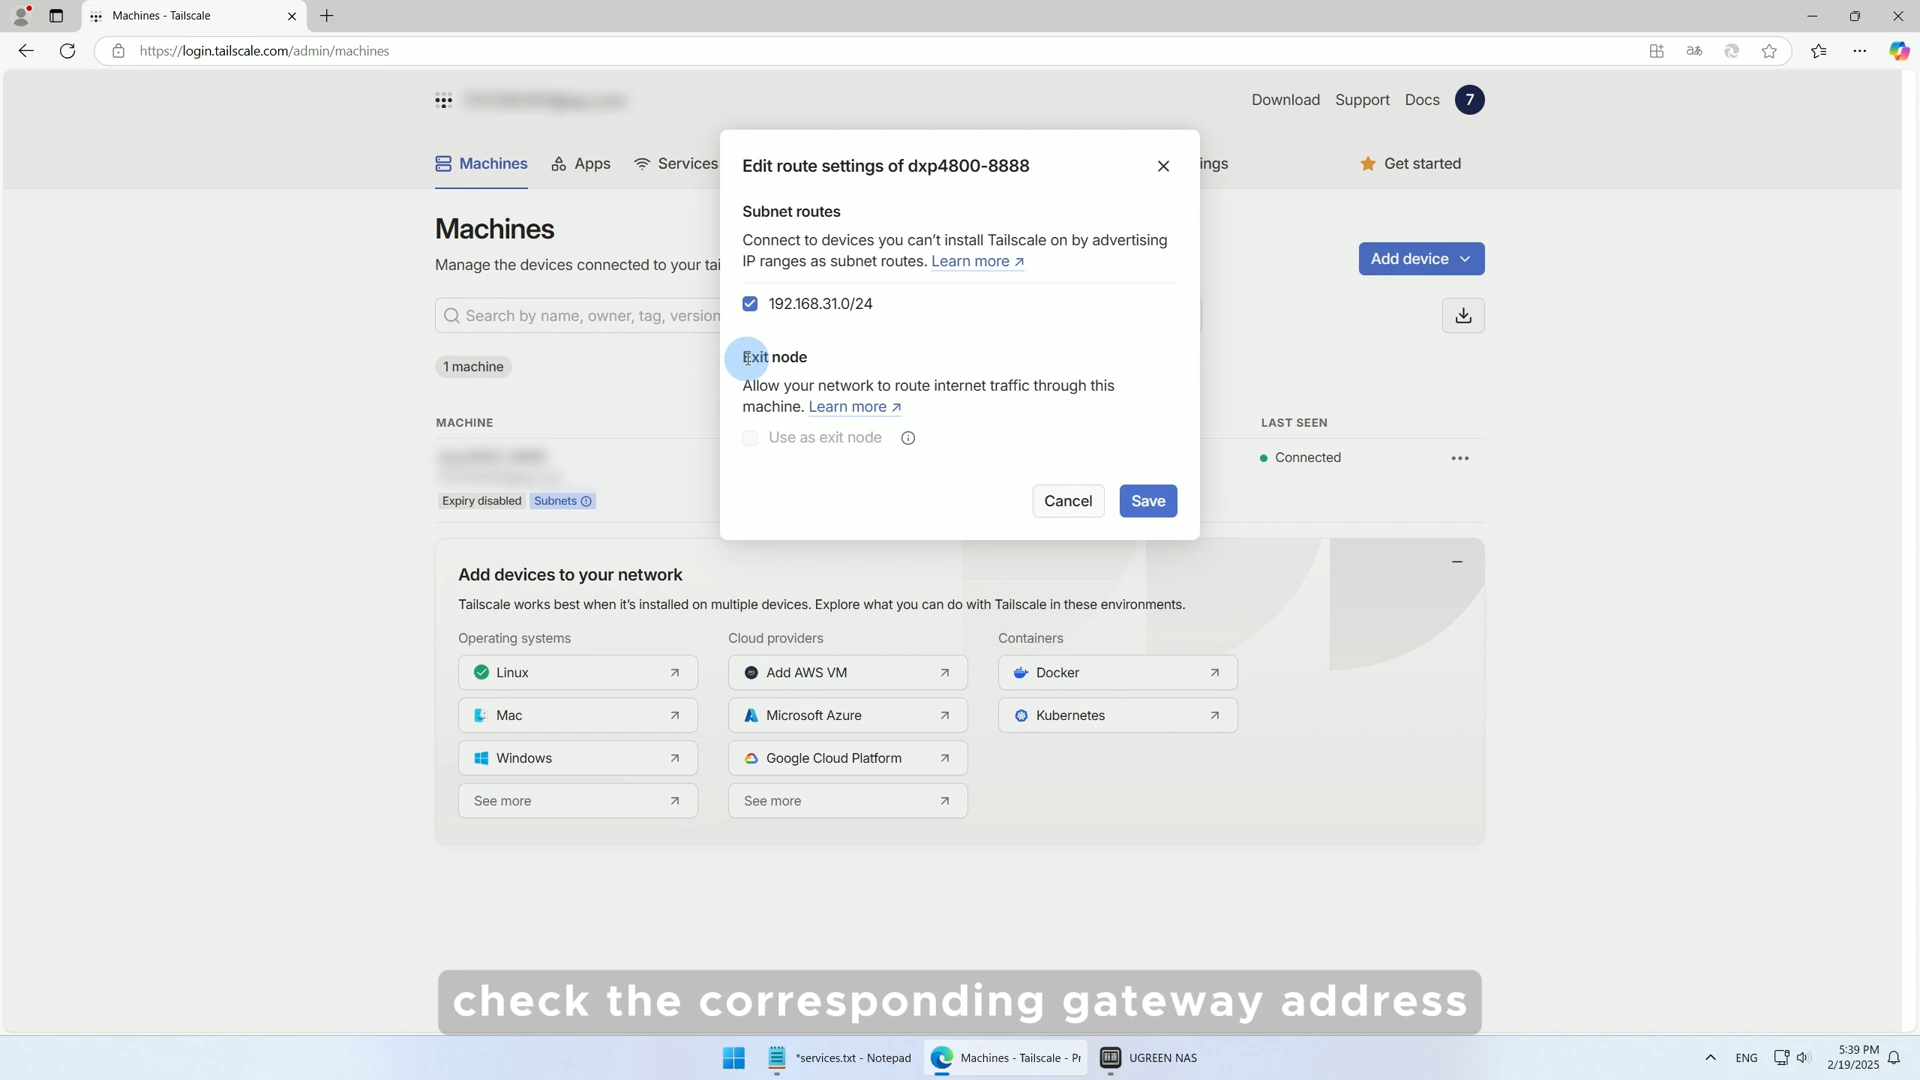 Machines - Tailscale
https://login.tailscale.com/admin/machines
Download Support Docs 7
Machines Apps Services ings Get started
Edit route settings of dxp4800-8888
Subnet routes
Connect to devices you can't install Tailscale on by advertising
IP ranges as subnet routes. Learn more ↗
192.168.31.0/24
Exit node
Allow your network to route internet traffic through this
machine. Learn more ↗
Use as exit node
Cancel Save
Machines
Manage the devices connected to your tai
Add device
Search by name, owner, tag, version
1 machine
MACHINE LAST SEEN
Connected
Expiry disabled Subnets
Add devices to your network
Tailscale works best when it's installed on multiple devices. Explore what you can do with Tailscale in these environments.
Operating systems Cloud providers Containers
Linux Add AWS VM Docker
Mac Microsoft Azure Kubernetes
Windows Google Cloud Platform
See more See more
check the corresponding gateway address
*services.txt - Notepad Machines - Tailscale - Pr UGREEN NAS
ENG 5:39 PM
2/19/2025